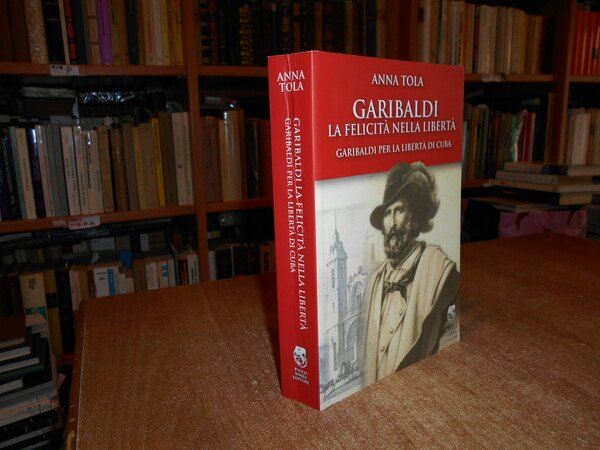 ANNA
TOLA
GARIBALDI LA FELICITÀ NELLA LIBERTÀ
GARIBALDI PER LA LIBERTÀ DI CUBA
ANNA TOLA
GARIBALDI
LA FELICITÀ NELLA LIBERTÀ
GARIBALDI PER LA LIBERTÀ DI CUBA